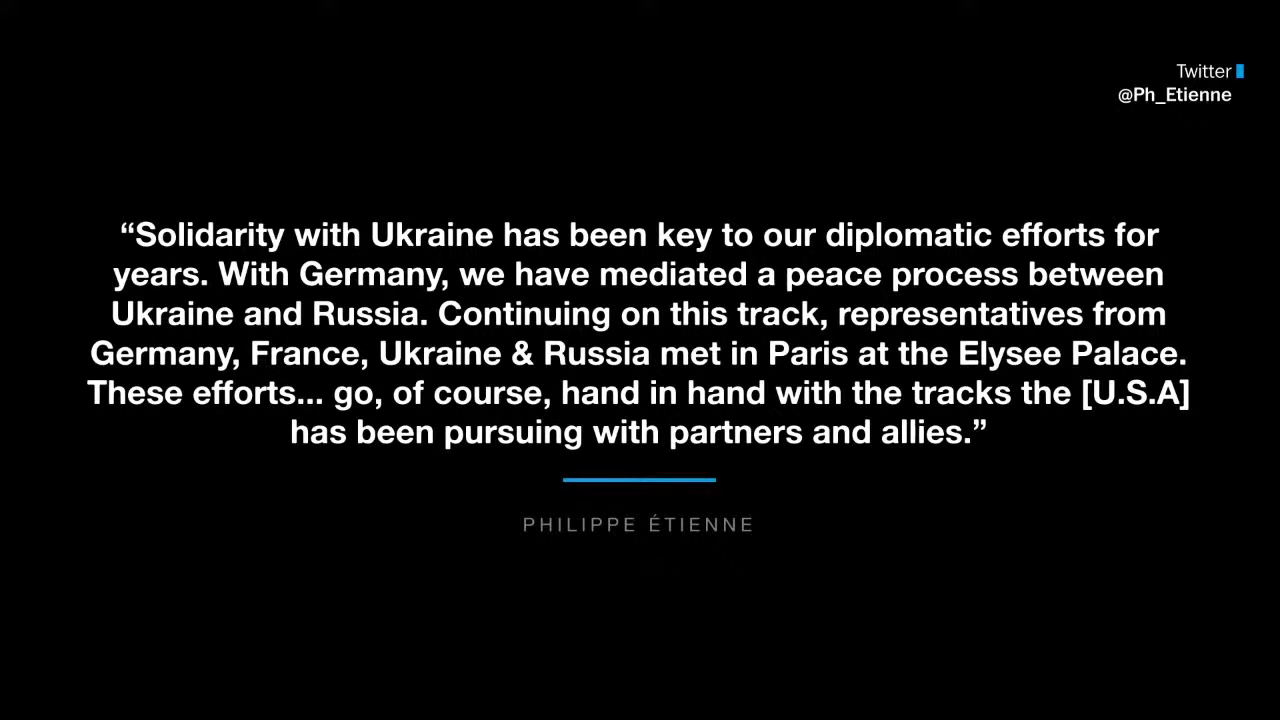 Twitter
@Ph_Etienne
“Solidarity with Ukraine has been key to our diplomatic efforts for
years. With Germany, we have mediated a peace process between
Ukraine and Russia. Continuing on this track, representatives from
Germany, France, Ukraine & Russia met in Paris at the Elysee Palace.
These efforts... go, of course, hand in hand with the tracks the [U.S.A]
has been pursuing with partners and allies.”
PHILIPPE ÉTIENNE